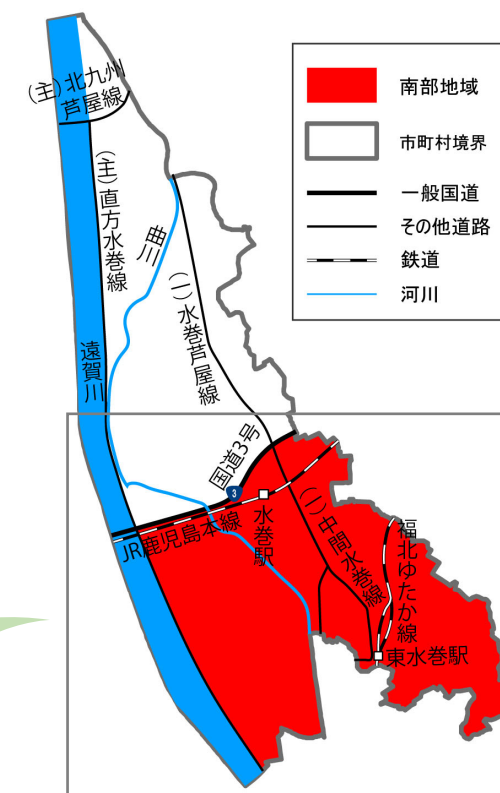 (主)北九州
芦屋線
(主)直方水巻線
曲川
(一)水巻芦屋線
遠賀川
国道3号
3
JR鹿児島本線
水巻駅
(一)中間水巻線
福北ゆたか線
東水巻駅
南部地域
市町村境界
一般国道
その他道路
鉄道
河川